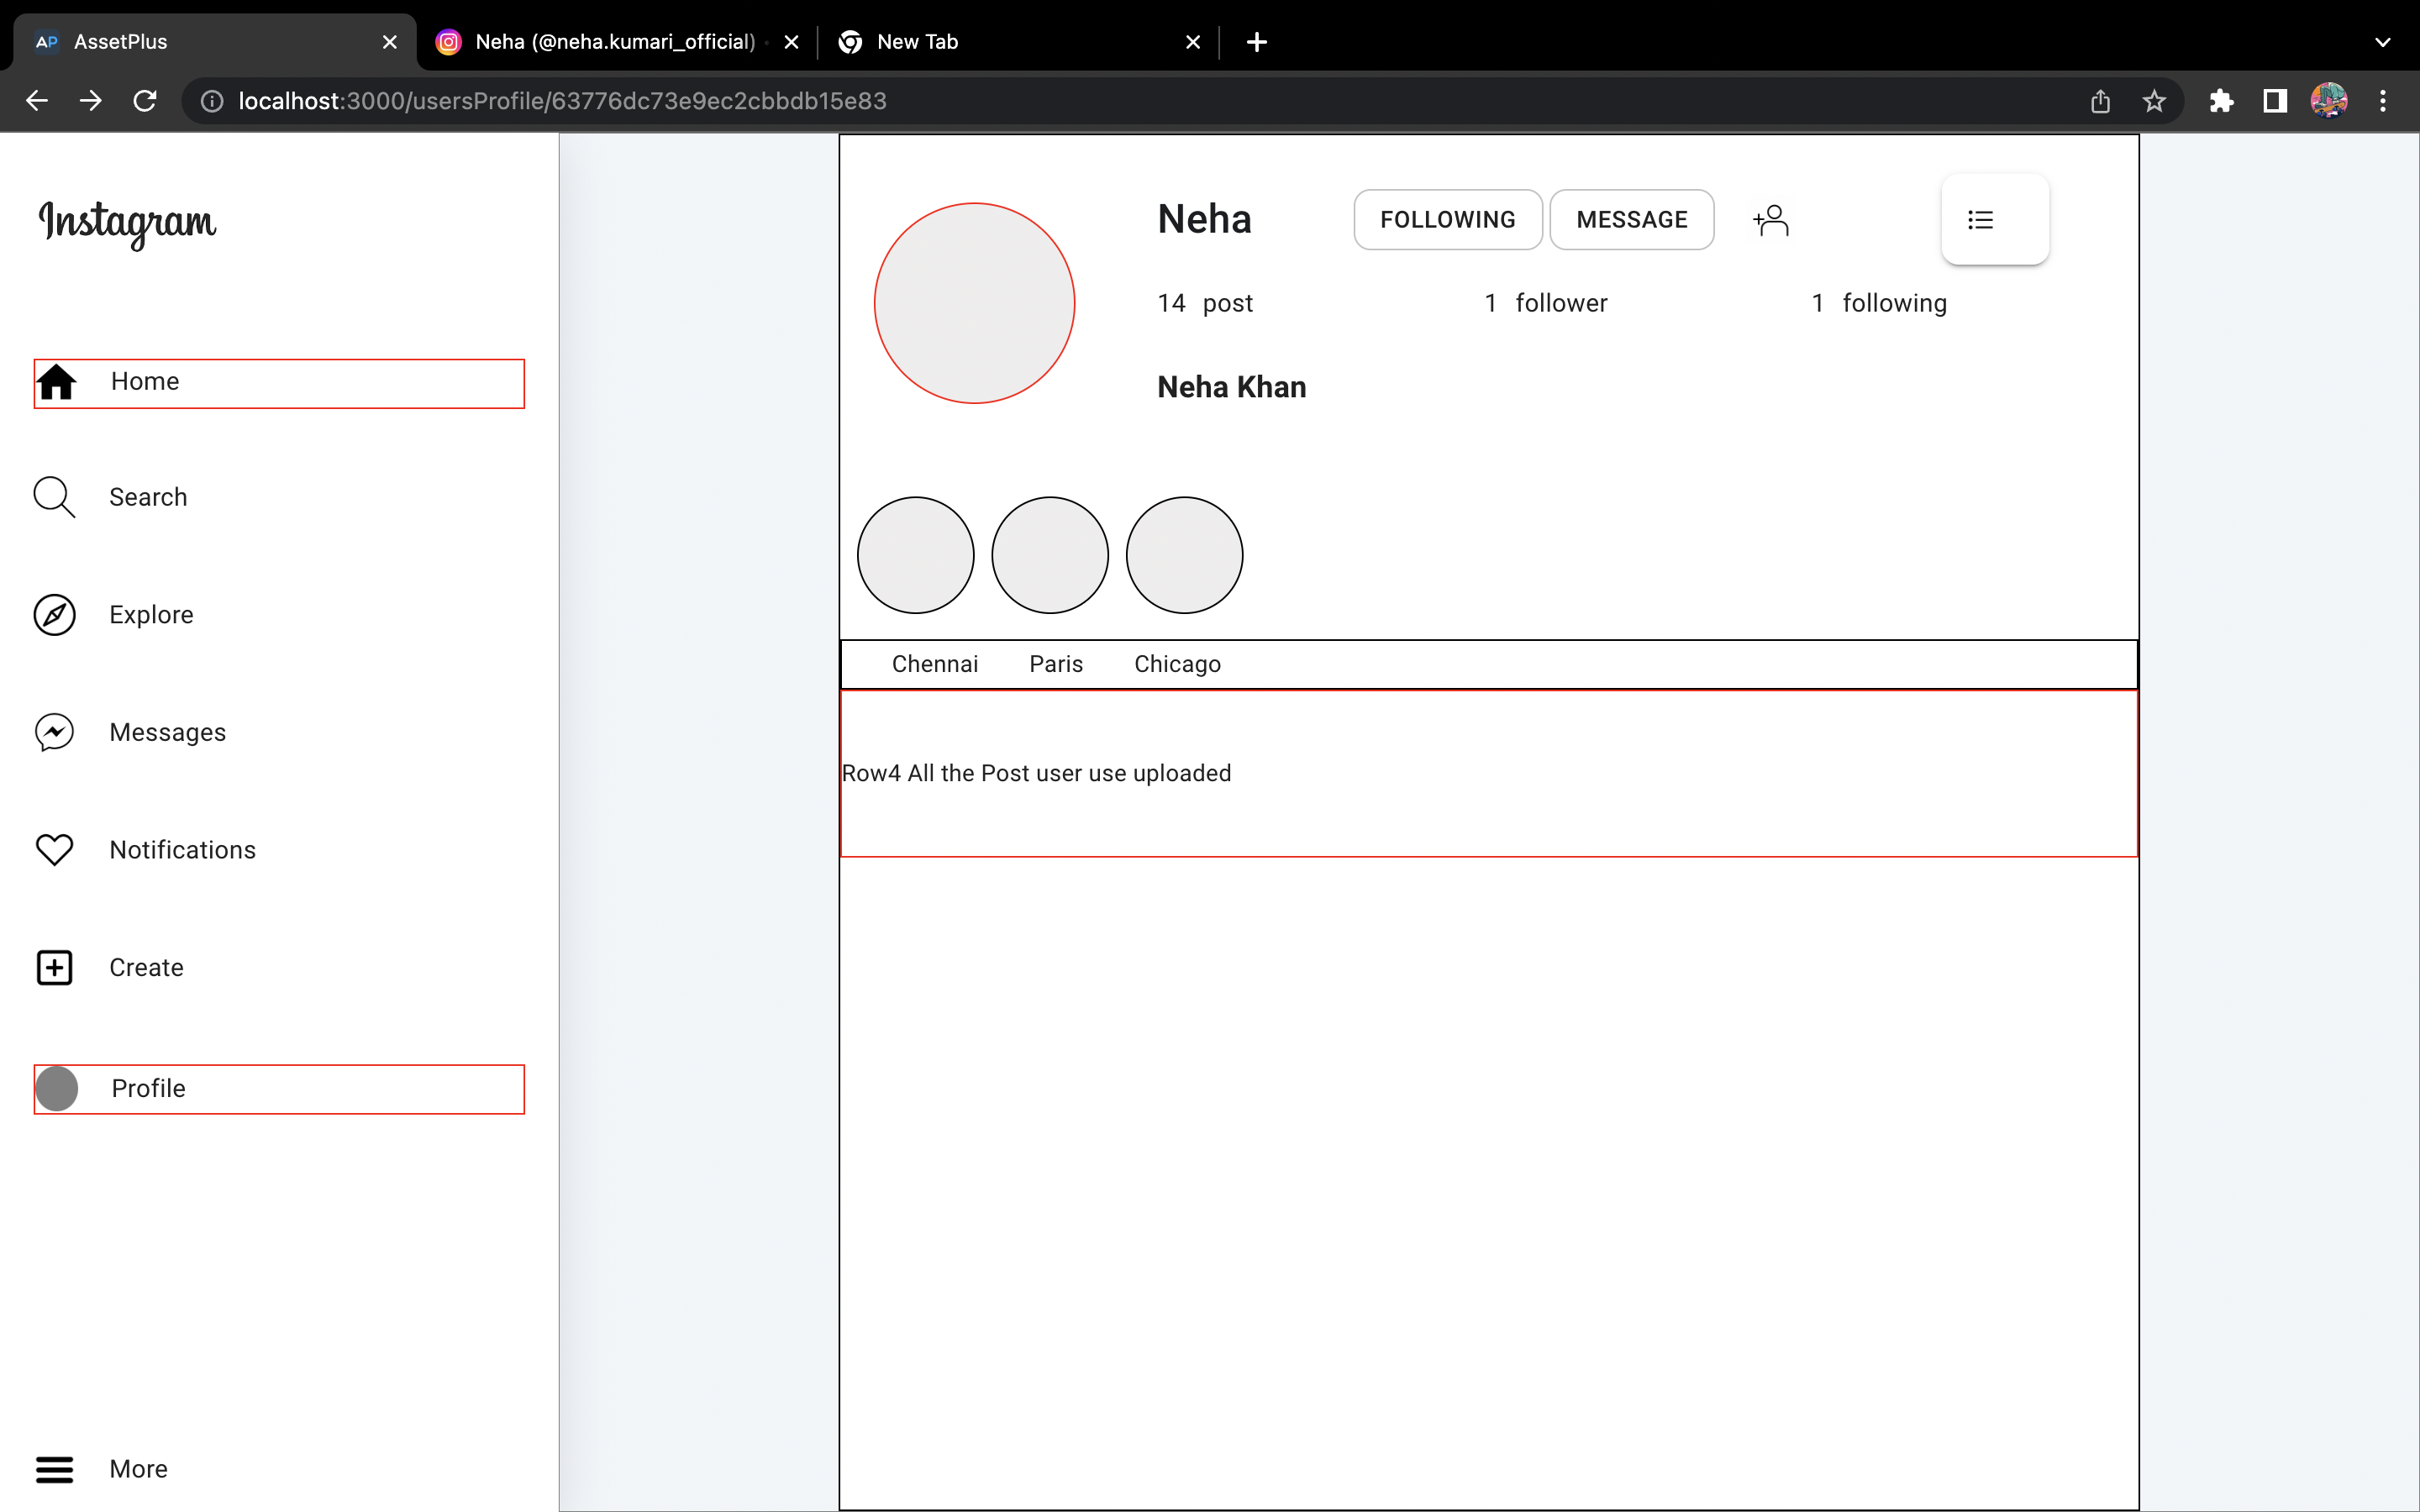 AP AssetPlus
Neha (@neha.kumari_official)
New Tab
localhost:3000/usersProfile/63776dc73e9ec2cbbdb15e83
Instagram
Home
Search
Explore
Messages
Notifications
Create
Profile
More
Neha FOLLOWING MESSAGE
14 post 1 follower 1 following
Neha Khan
Chennai Paris Chicago
Row4 All the Post user use uploaded